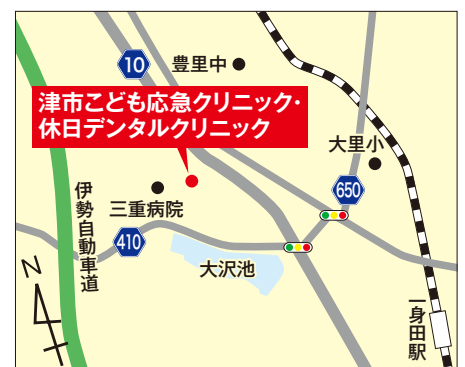 10
豊里中
津市こども応急クリニック・
休日デンタルクリニック
大里小
650
三重病院
伊勢自動車道
410
大沢池
N
一身田駅